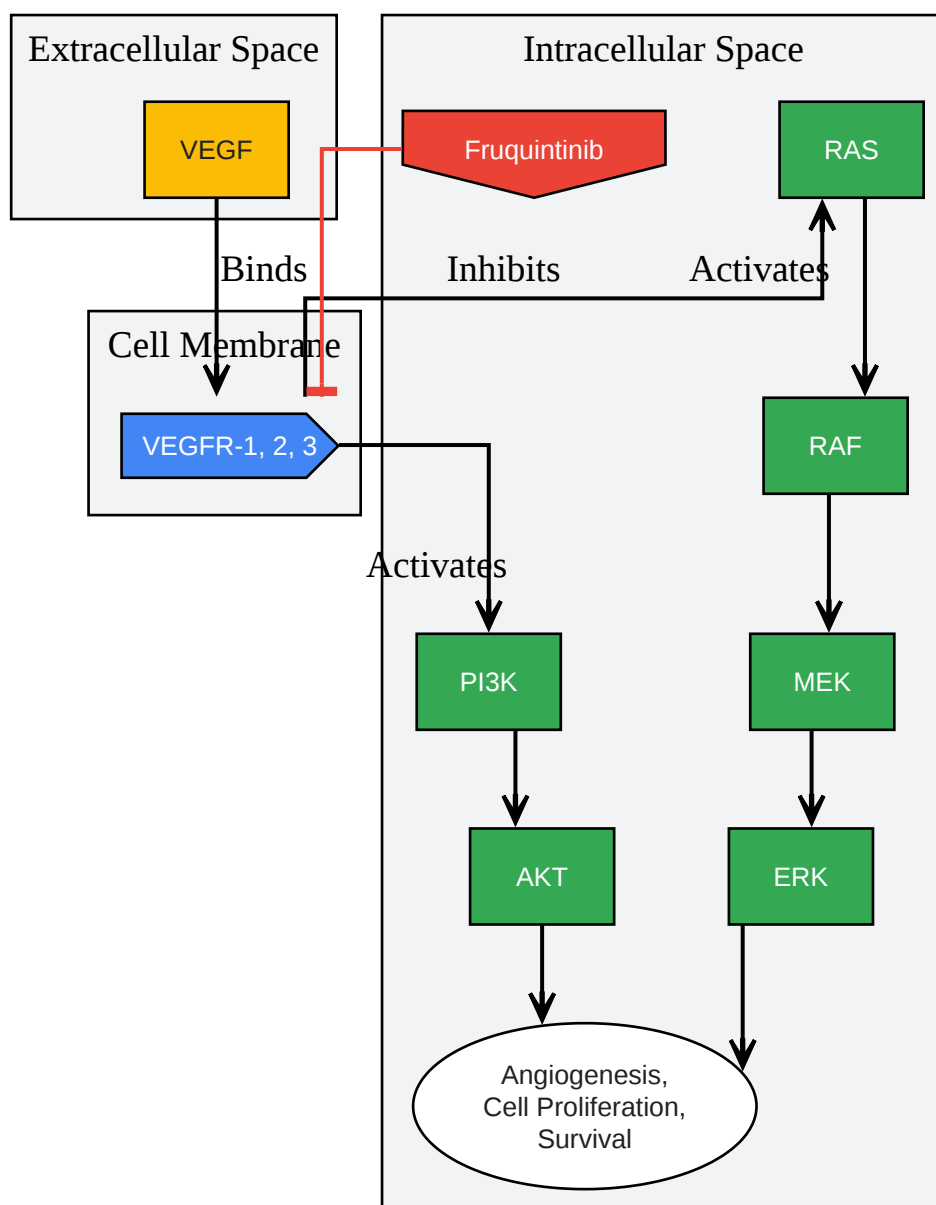 Extracellular Space
Intracellular Space
VEGF
Fruquintinib
RAS
Binds
Inhibits
Activates
Cell Membrane
VEGFR-1, 2, 3
RAF
Activates
PI3K
MEK
AKT
ERK
Angiogenesis,
Cell Proliferation,
Survival